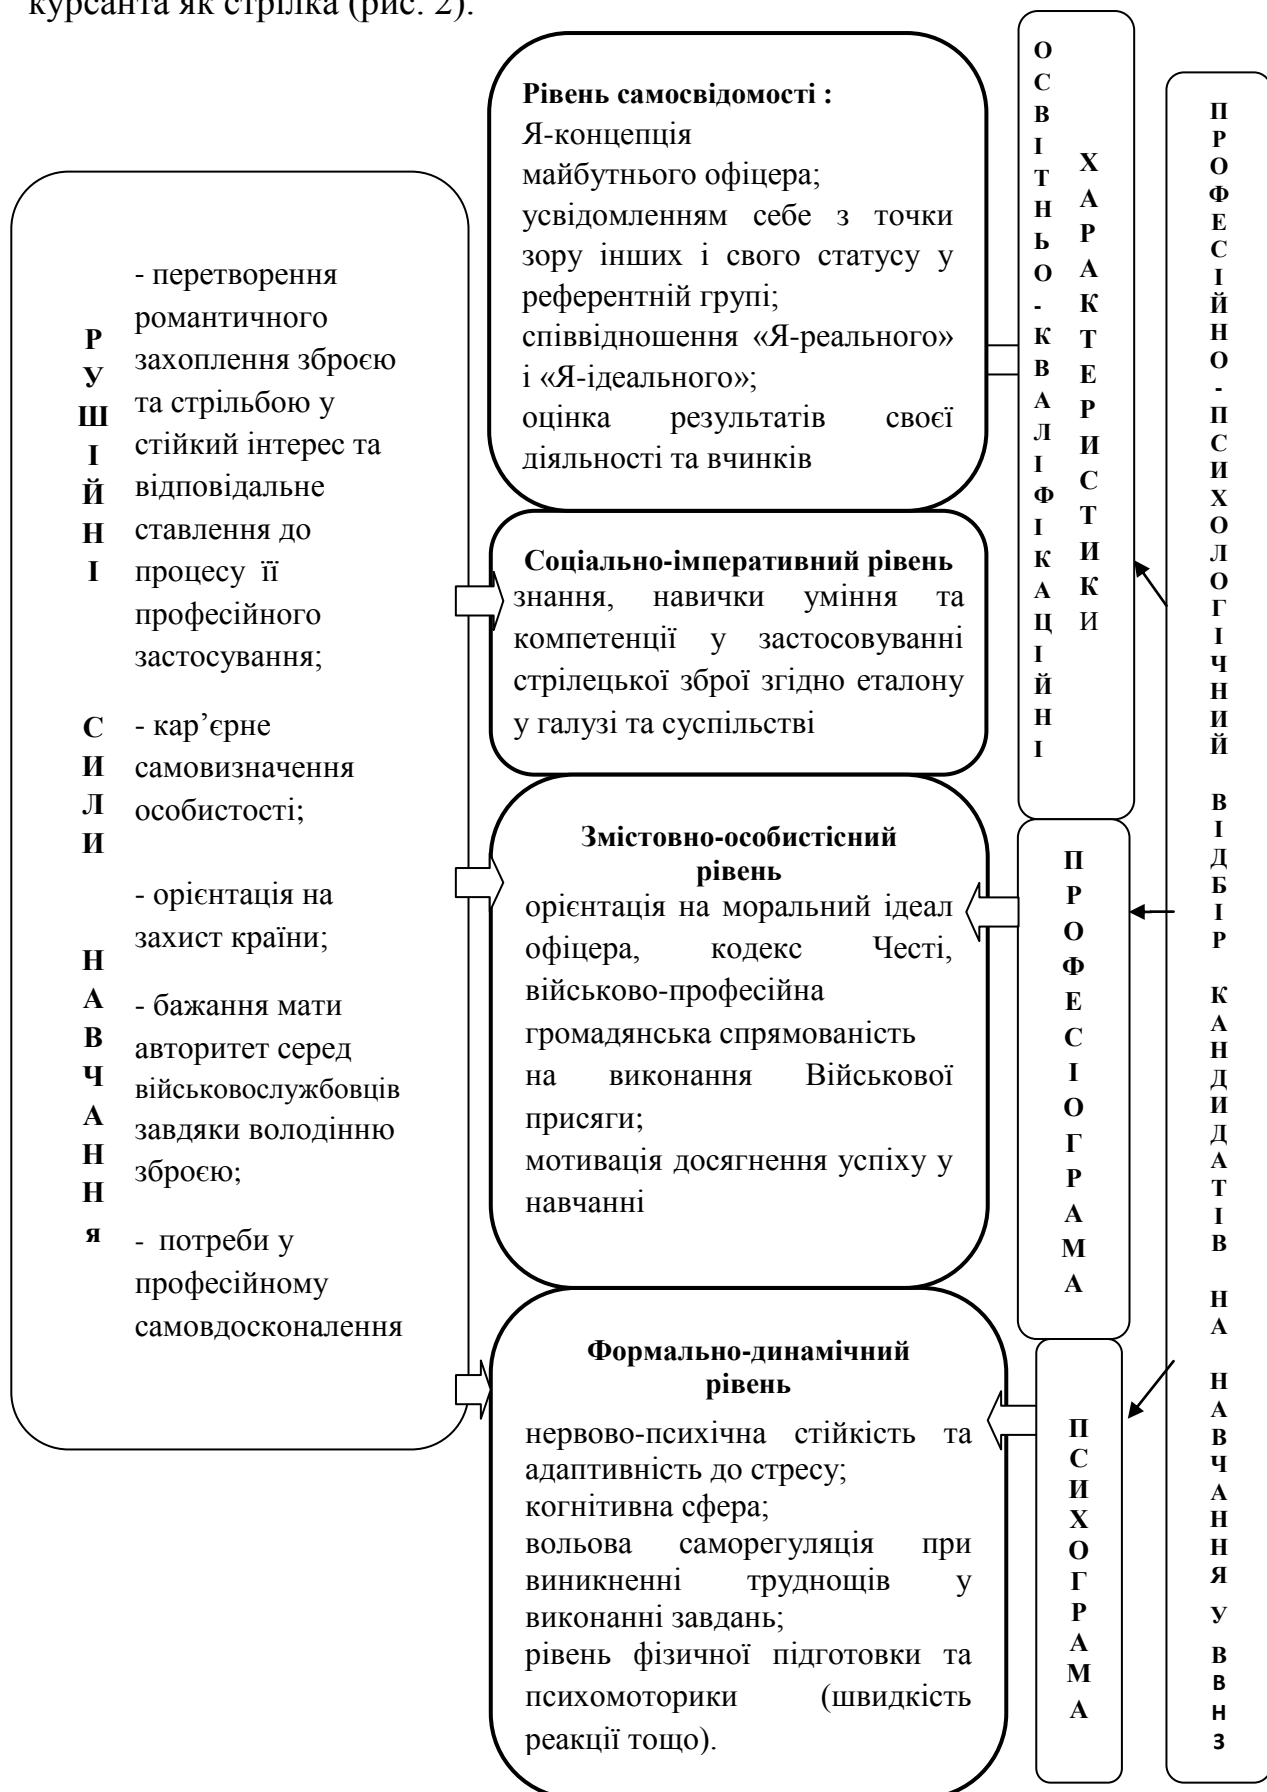 курсанта як стрілка (рис. 2).
РУШІЙНІ СИЛИ НАВЧАННя
- перетворення
романтичного
захоплення зброєю
та стрільбою у
стійкий інтерес та
відповідальне
ставлення до
процесу її
професійного
застосування;
- кар’єрне
самовизначення
особистості;
- орієнтація на
захист країни;
- бажання мати
авторитет серед
військовослужбовців
завдяки володінню
зброєю;
- потреби у
професійному
самовдосконалення
Рівень самосвідомості :
Я-концепція
майбутнього офіцера;
усвідомленням себе з точки
зору інших і свого статусу у
референтній групі;
співвідношення «Я-реального»
і «Я-ідеального»;
оцінка результатів своєї
діяльності та вчинків
Соціально-імперативний рівень
знання, навички уміння та
компетенції у застосовуванні
стрілецької зброї згідно еталону
у галузі та суспільстві
Змістовно-особистісний
рівень
орієнтація на моральний ідеал
офіцера, кодекс Честі,
військово-професійна
громадянська спрямованість
на виконання Військової
присяги;
мотивація досягнення успіху у
навчанні
Формально-динамічний
рівень
нервово-психічна стійкість та
адаптивність до стресу;
когнітивна сфера;
вольова саморегуляція при
виникненні труднощів у
виконанні завдань;
рівень фізичної підготовки та
психомоторики (швидкість
реакції тощо).
ОСВІТНЬО-КВАЛІФІКАЦІЙНІ
ХАРАКТЕРИСТИКИ
ПРОФЕСІОГРАМА
ПСИХОГРАМА
ПРОФЕСІЙНО-ПСИХОЛОГІЧНИЙ ВІДБІР КАНДИДАТІВ НА НАВЧАННЯ У ВВНЗ